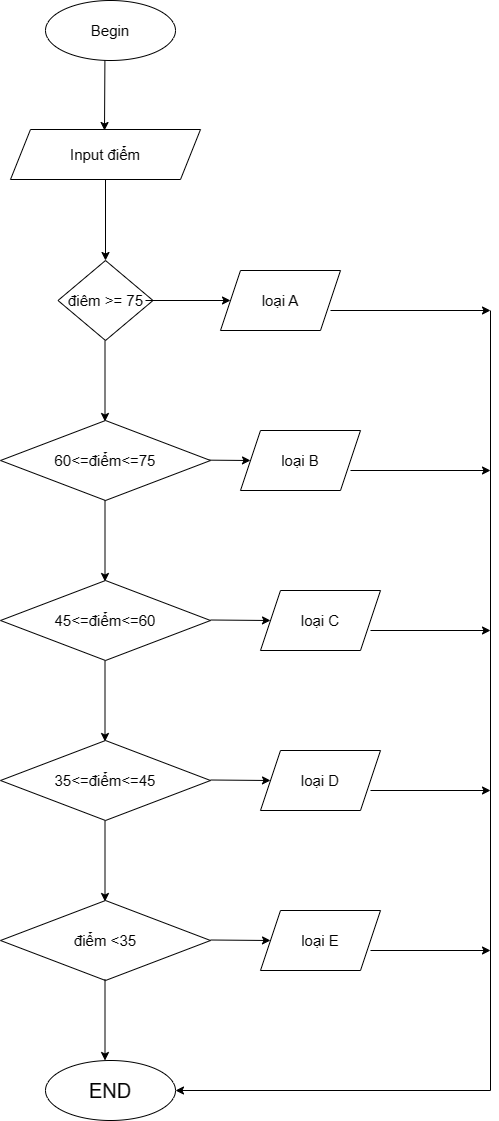 Begin
Input điểm
điêm >= 75
loại A
60<=điểm<=75
loại B
45<=điểm<=60
loại C
35<=điểm<=45
loại D
điểm <35
loại E
END